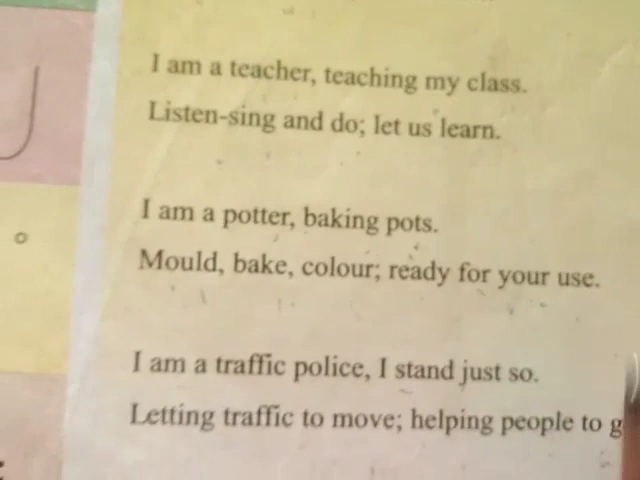 I am a teacher, teaching my class.
Listen-sing and do; let us learn.
I am a potter, baking pots.
Mould, bake, colour; ready for your use.
I am a traffic police, I stand just so.
Letting traffic to move; helping people to g